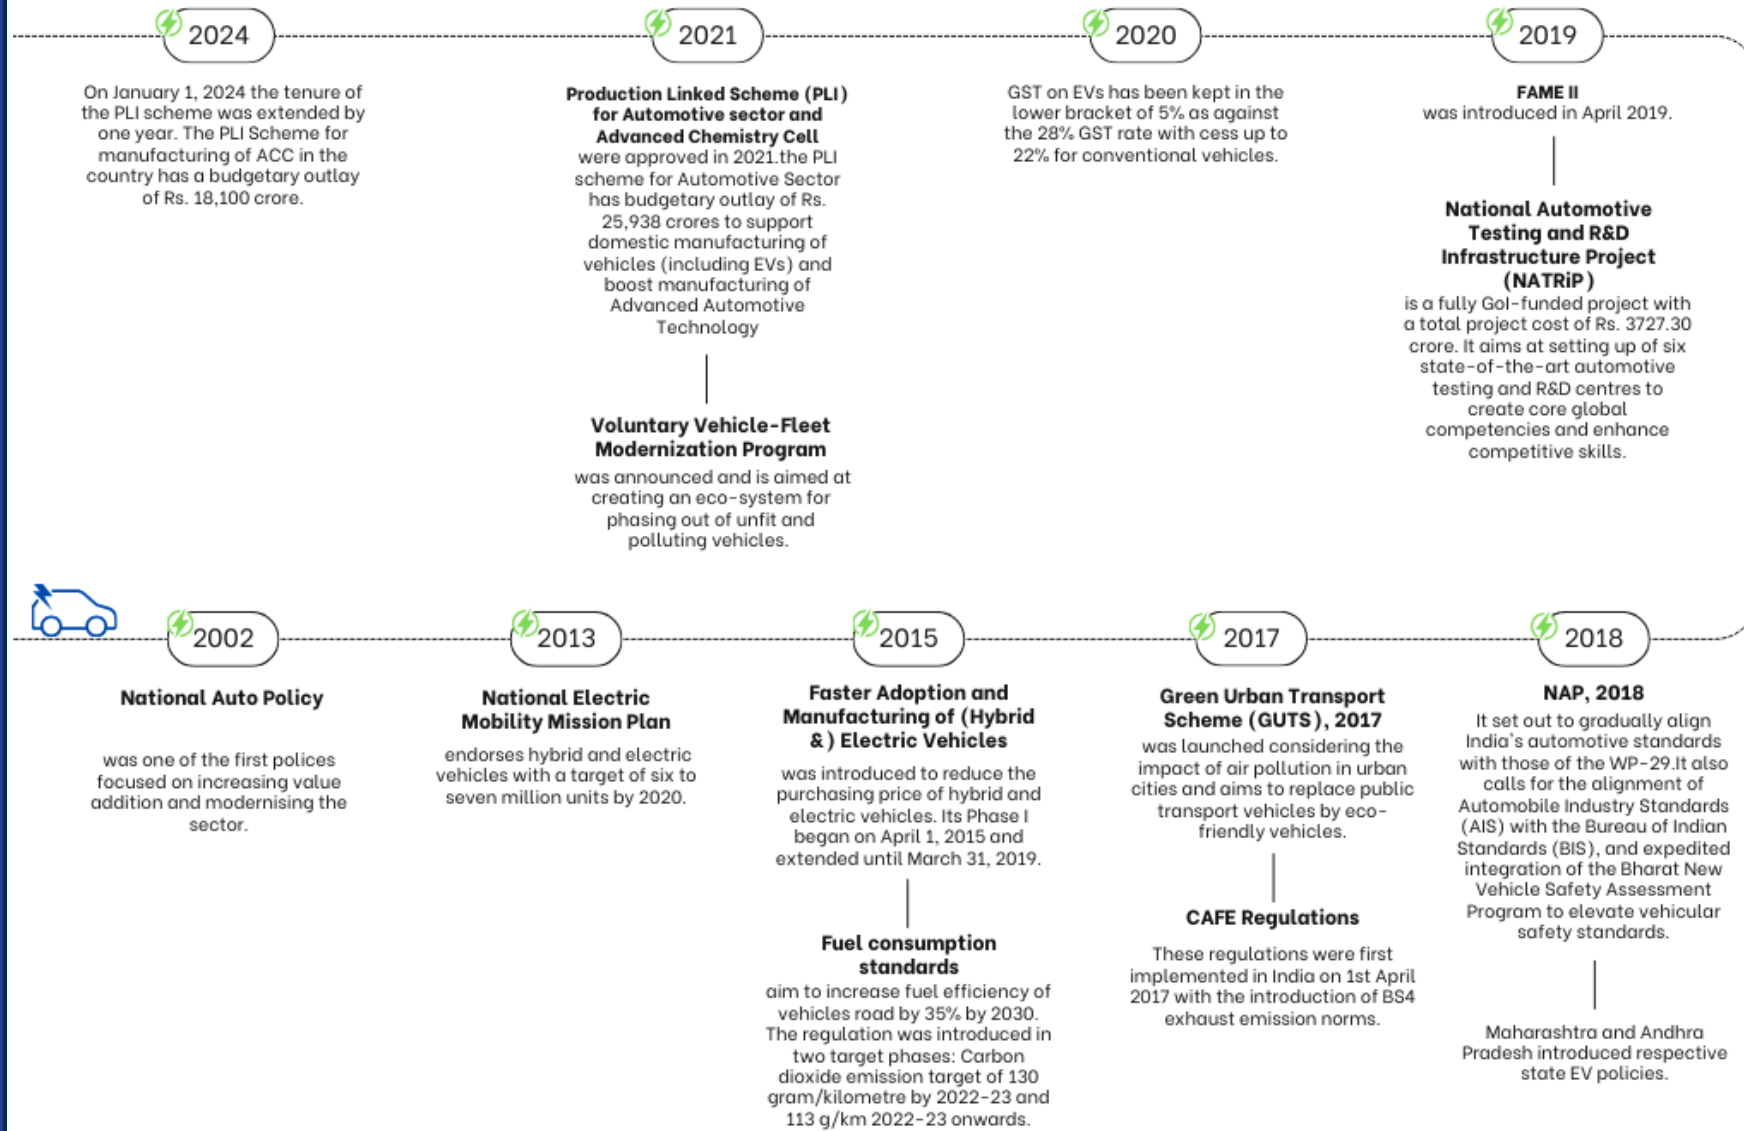 2024
On January 1, 2024 the tenure of
the PLI scheme was extended by
one year. The PLI Scheme for
manufacturing of ACC in the
country has a budgetary outlay
of Rs. 18,100 crore.
2021
Production Linked Scheme (PLI)
for Automotive sector and
Advanced Chemistry Cell
were approved in 2021.the PLI
scheme for Automotive Sector
has budgetary outlay of Rs.
25,938 crores to support
domestic manufacturing of
vehicles (including EVs) and
boost manufacturing of
Advanced Automotive
Technology
Voluntary Vehicle-Fleet
Modernization Program
was announced and is aimed at
creating an eco-system for
phasing out of unfit and
polluting vehicles.
2020
GST on EVs has been kept in the
lower bracket of 5% as against
the 28% GST rate with cess up to
22% for conventional vehicles.
2019
FAME II
was introduced in April 2019.
National Automotive
Testing and R&D
Infrastructure Project
(NATRiP)
is a fully GoI-funded project with
a total project cost of Rs. 3727.30
crore. It aims at setting up of six
state-of-the-art automotive
testing and R&D centres to
create core global
competencies and enhance
competitive skills.
2002
National Auto Policy
was one of the first polices
focused on increasing value
addition and modernising the
sector.
2013
National Electric
Mobility Mission Plan
endorses hybrid and electric
vehicles with a target of six to
seven million units by 2020.
2015
Faster Adoption and
Manufacturing of (Hybrid
&) Electric Vehicles
was introduced to reduce the
purchasing price of hybrid and
electric vehicles. Its Phase I
began on April 1, 2015 and
extended until March 31, 2019.
Fuel consumption
standards
aim to increase fuel efficiency of
vehicles road by 35% by 2030.
The regulation was introduced in
two target phases: Carbon
dioxide emission target of 130
gram/kilometre by 2022-23 and
113 g/km 2022-23 onwards.
2017
Green Urban Transport
Scheme (GUTS), 2017
was launched considering the
impact of air pollution in urban
cities and aims to replace public
transport vehicles by eco-
friendly vehicles.
CAFE Regulations
These regulations were first
implemented in India on 1st April
2017 with the introduction of BS4
exhaust emission norms.
2018
NAP, 2018
It set out to gradually align
India's automotive standards
with those of the WP-29.It also
calls for the alignment of
Automobile Industry Standards
(AIS) with the Bureau of Indian
Standards (BIS), and expedited
integration of the Bharat New
Vehicle Safety Assessment
Program to elevate vehicular
safety standards.
Maharashtra and Andhra
Pradesh introduced respective
state EV policies.